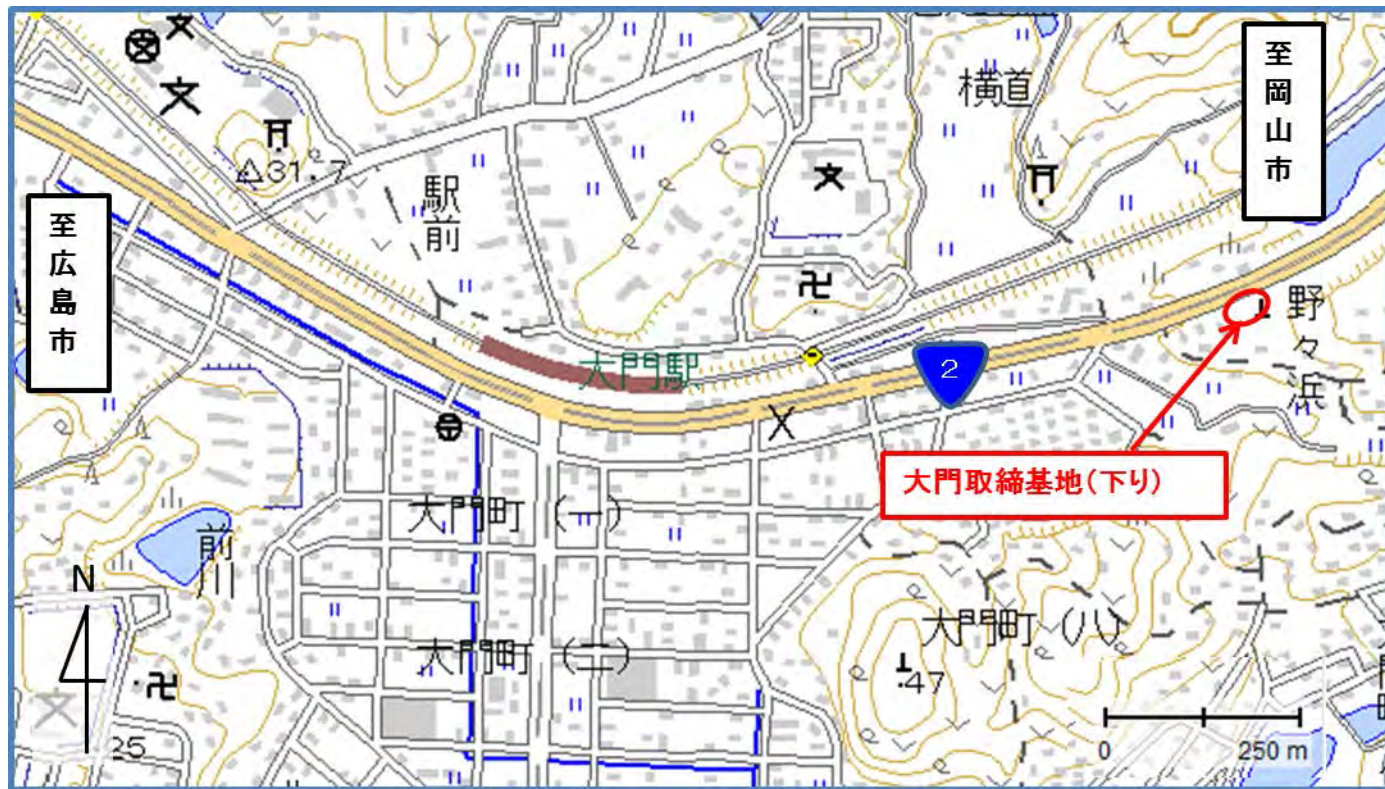 至岡山市
横道
31.7
駅前
至広島市
野々浜
大門駅
2
大門取締基地(下り)
大門町(一)
前川
N
大門町(二)
大門町(八)
47
25
0
250 m